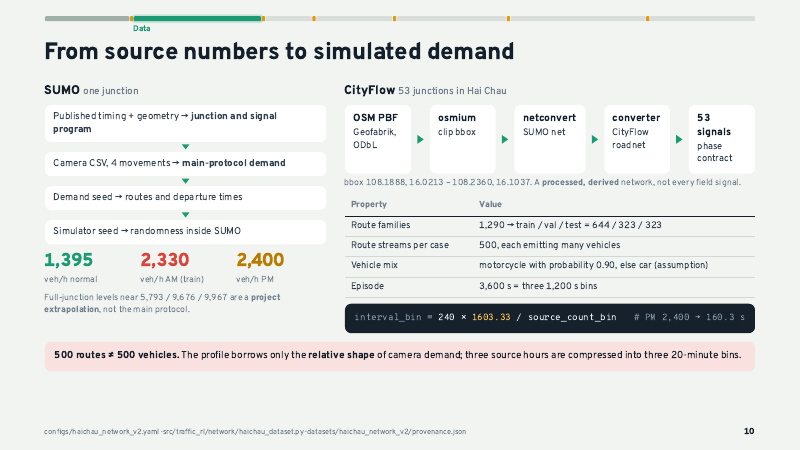 Data
From source numbers to simulated demand
SUMO one junction
Published timing + geometry → junction and signal
program
Camera CSV, 4 movements → main-protocol demand
Demand seed → routes and departure times
Simulator seed → randomness inside SUMO
1,395 2,330 2,400
veh/h normal veh/h AM (train) veh/h PM
Full-junction levels near 5,793 / 9,676 / 9,967 are a project
extrapolation, not the main protocol.
CityFlow 53 junctions in Hai Chau
OSM PBF
Geofabrik,
ODbL
osmium
clip bbox
netconvert
SUMO net
converter
CityFlow
roadnet
53
signals
phase
contract
bbox 108.1888, 16.0213 – 108.2360, 16.1037. A processed, derived network, not every field signal.
Property Value
Route families 1,290 → train / val / test = 644 / 323 / 323
Route streams per case 500, each emitting many vehicles
Vehicle mix motorcycle with probability 0.90, else car (assumption)
Episode 3,600 s = three 1,200 s bins
interval_bin = 240 × 1603.33 / source_count_bin # PM 2,400 → 160.3 s
500 routes ≠ 500 vehicles. The profile borrows only the relative shape of camera demand; three source hours are compressed into three 20-minute bins.
configs/haichau_network_v2.yaml · src/traffic_rl/network/haichau_dataset.py · datasets/haichau_network_v2/provenance.json
10